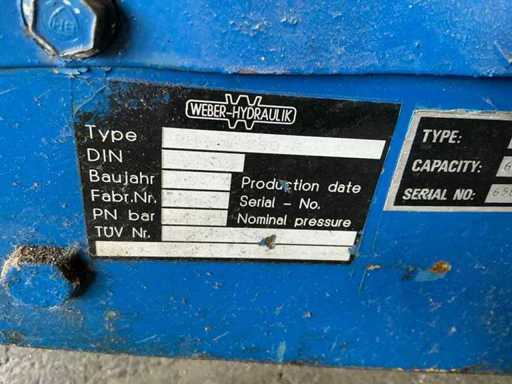 WEBER-HYDRAULIK
Type
DIN
Baujahr Production date
Fabr.Nr. Serial - No.
PN bar Nominal pressure
TÜV Nr.
TYPE:
CAPACITY: 6
SERIAL NO: